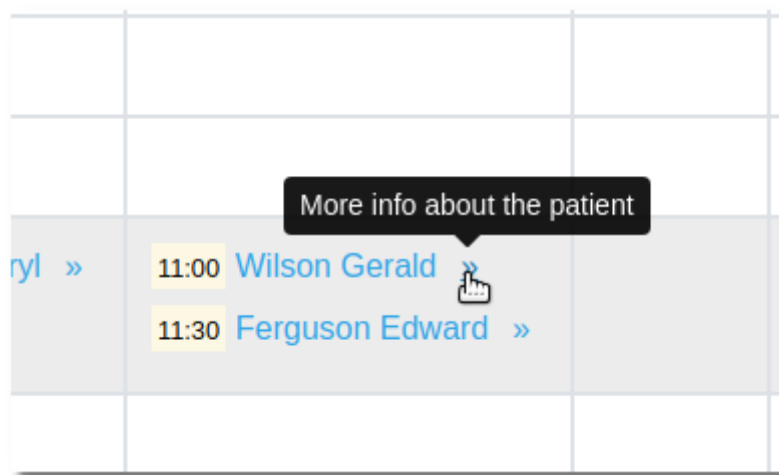 More info about the patient
ryl »
11:00 Wilson Gerald »
11:30 Ferguson Edward »